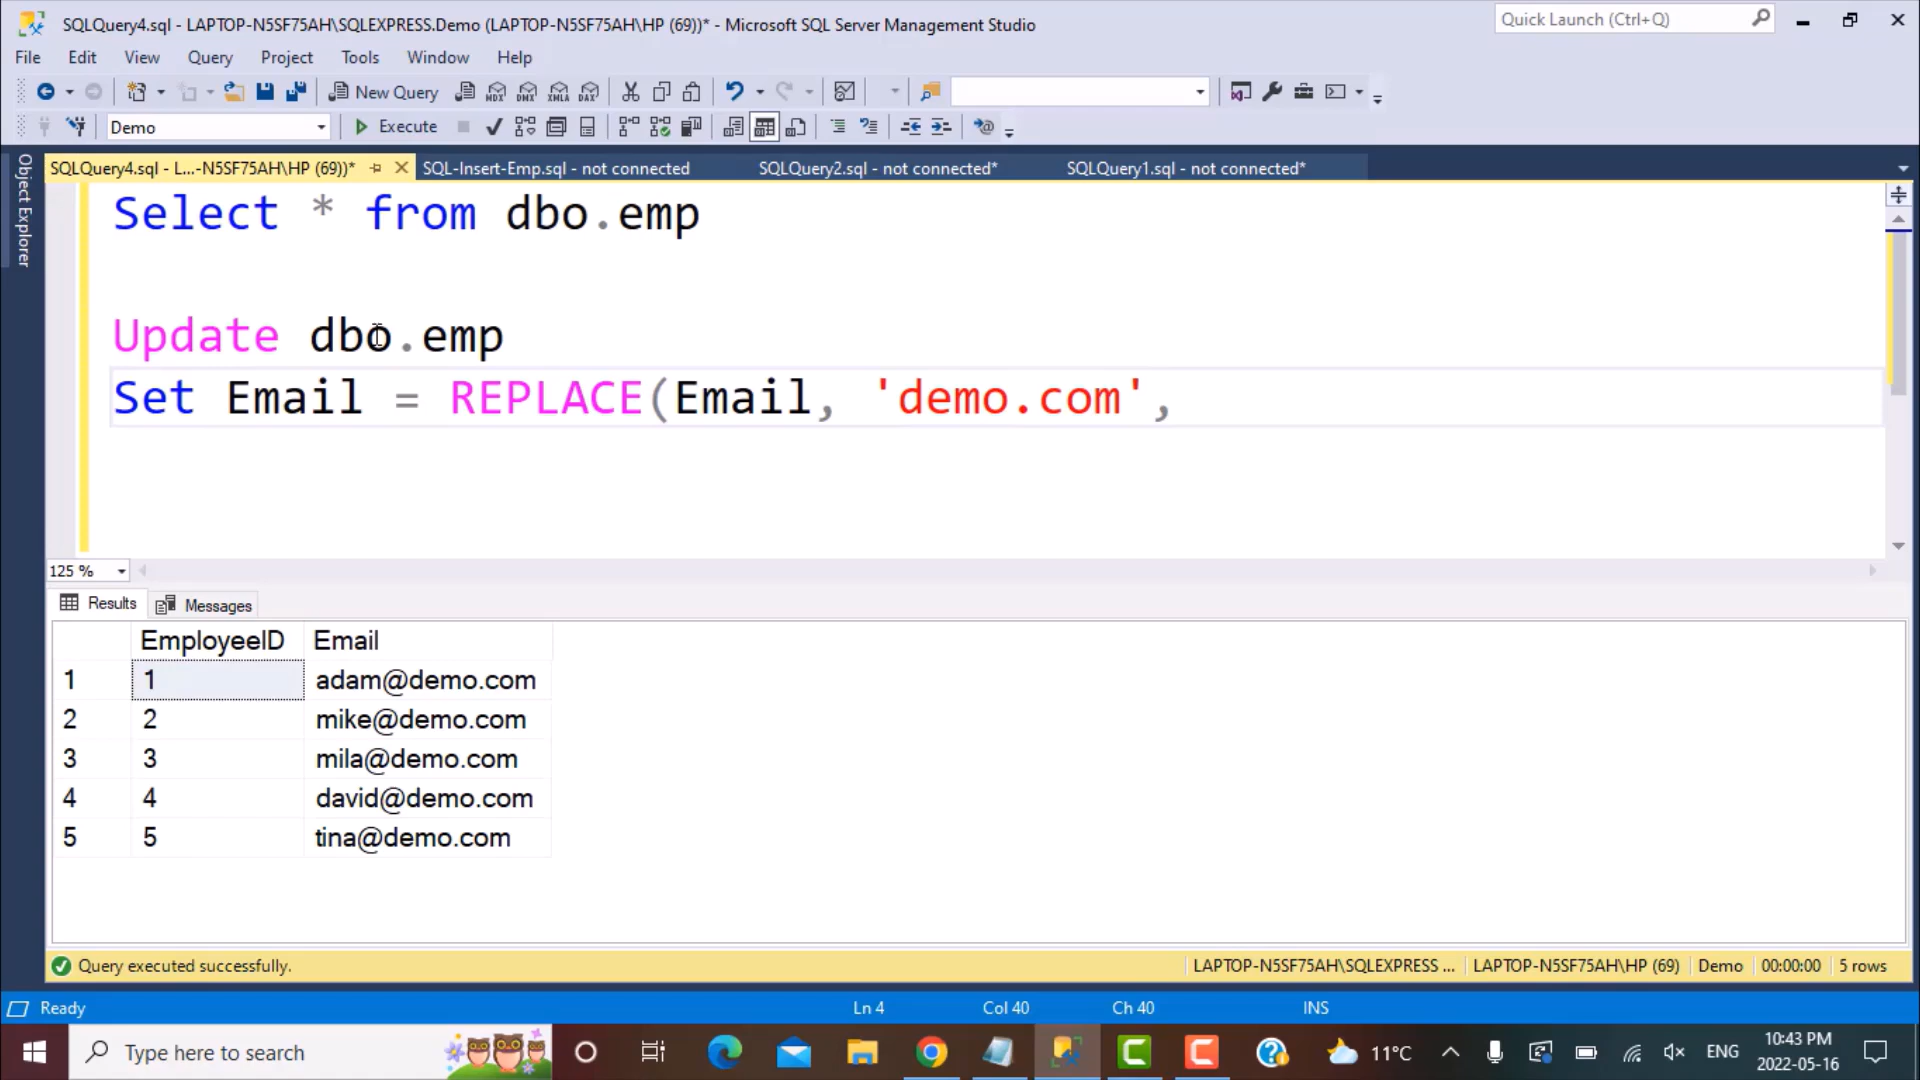 SQLQuery4.sql - LAPTOP-N5SF75AH\SQLEXPRESS.Demo (LAPTOP-N5SF75AH\HP (69))* - Microsoft SQL Server Management Studio
Quick Launch (Ctrl+Q)
File Edit View Query Project Tools Window Help
New Query
MDX DMX XMLA DAX
Demo
Execute
SQLQuery4.sql - L...-N5SF75AH\HP (69))*
SQL-Insert-Emp.sql - not connected
SQLQuery2.sql - not connected*
SQLQuery1.sql - not connected*
Object Explorer
Select * from dbo.emp
Update dbo.emp
Set Email = REPLACE(Email, 'demo.com',
125 %
Results Messages
EmployeeID Email
1 1 adam@demo.com
2 2 mike@demo.com
3 3 mila@demo.com
4 4 david@demo.com
5 5 tina@demo.com
Query executed successfully.
LAPTOP-N5SF75AH\SQLEXPRESS ... LAPTOP-N5SF75AH\HP (69) Demo 00:00:00 5 rows
Ready Ln 4 Col 40 Ch 40 INS
Type here to search
11°C
ENG
10:43 PM
2022-05-16